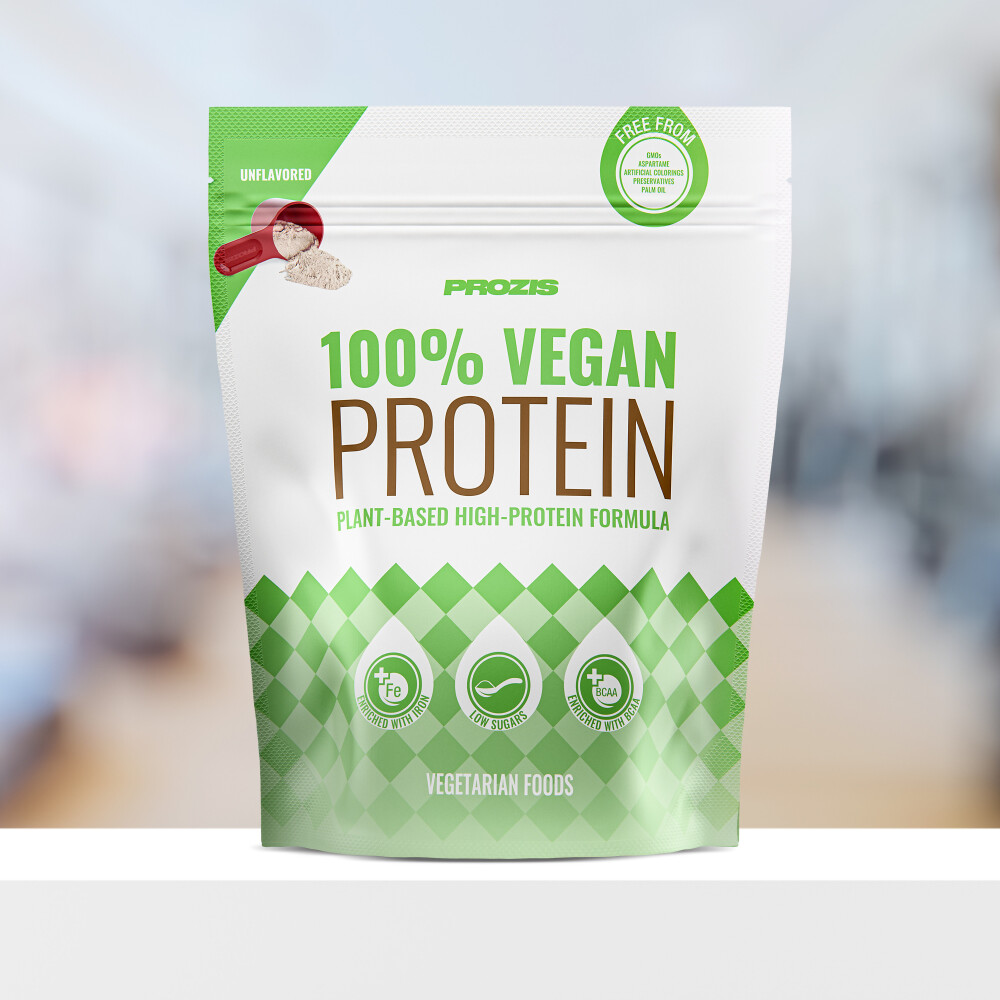 UNFLAVORED
FREE FROM
GMOs
ASPARTAME
ARTIFICIAL COLORINGS
PRESERVATIVES
PALM OIL
PROZIS
100% VEGAN
PROTEIN
PLANT-BASED HIGH-PROTEIN FORMULA
+Fe
ENRICHED WITH IRON
LOW SUGARS
+BCAA
ENRICHED WITH BCAA
VEGETARIAN FOODS